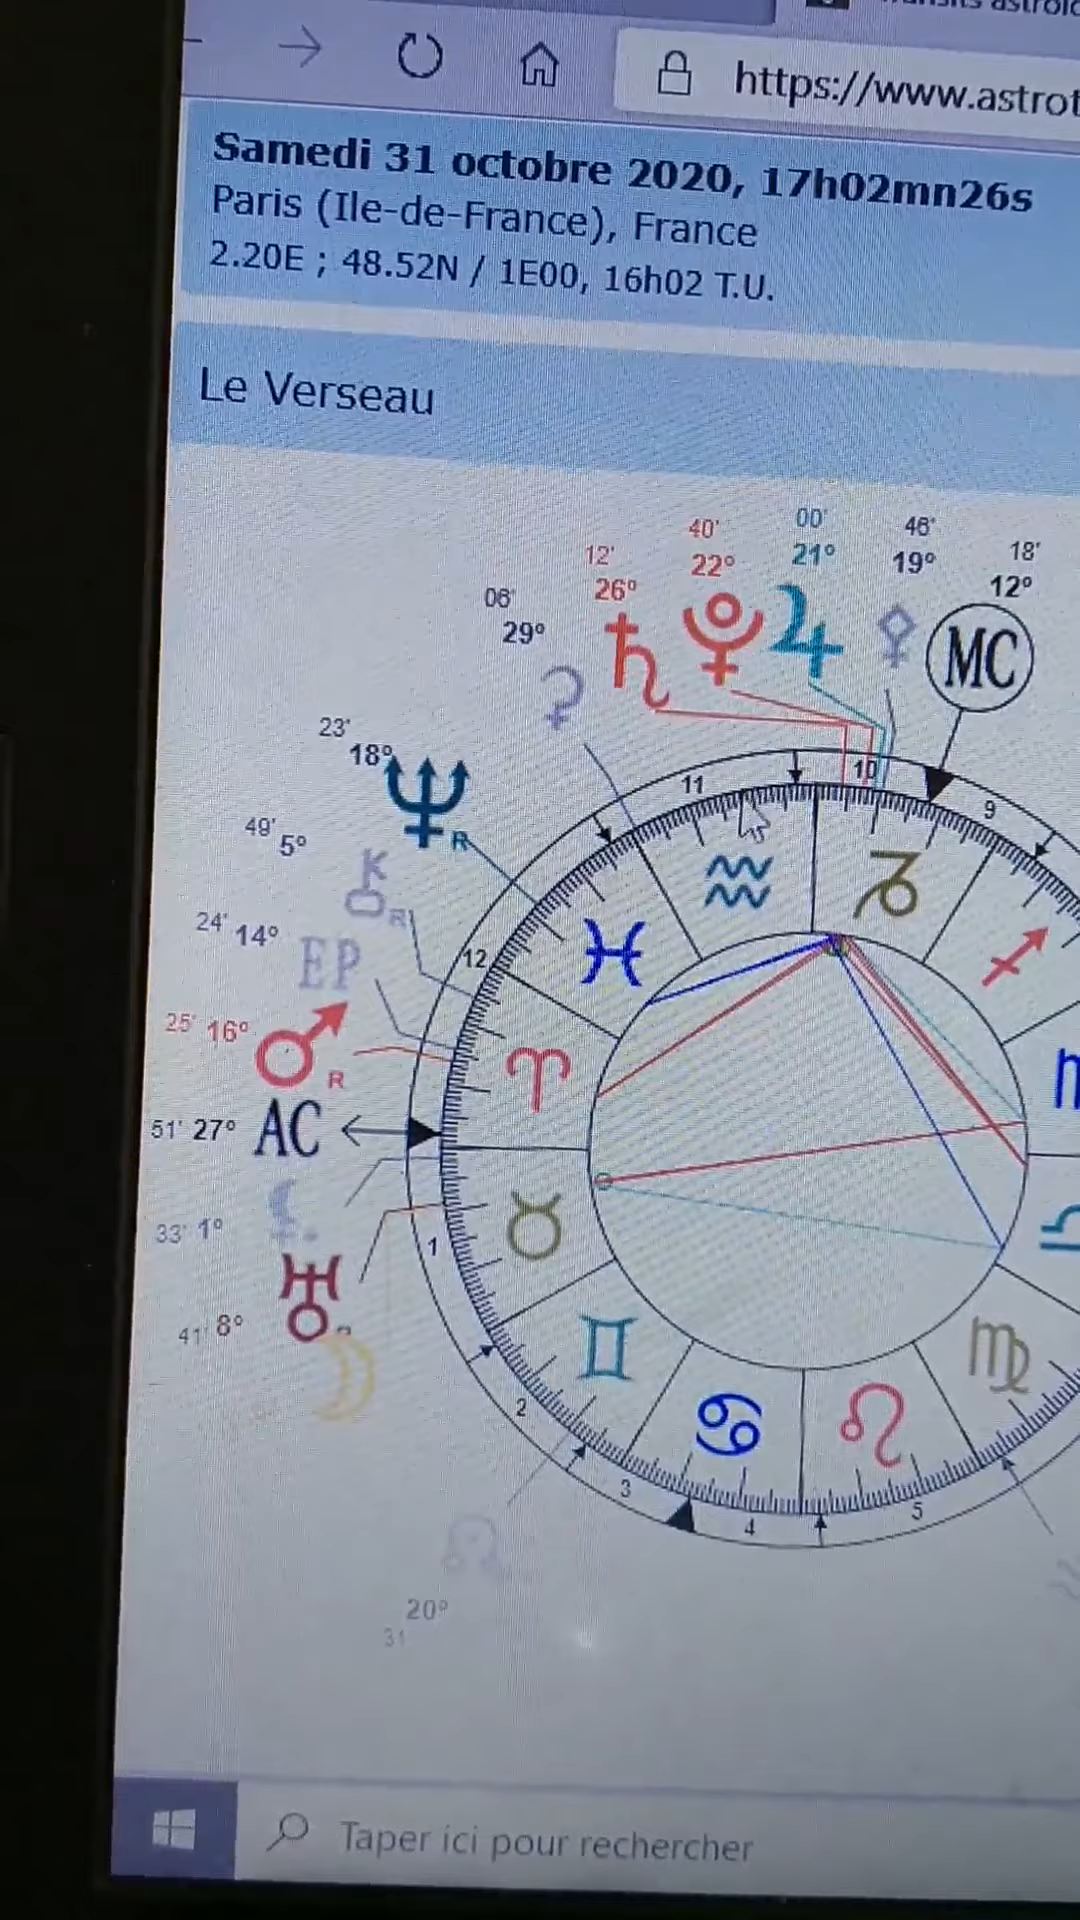 https://www.astrot
Samedi 31 octobre 2020, 17h02mn26s
Paris (Ile-de-France), France
2.20E ; 48.52N / 1E00, 16h02 T.U.
Le Verseau
00'
46'
40'
18'
12'
21°
19°
22°
12°
26°
06'
29°
MC
23'
18°
R
10
11
9
49'
5°
R
12
24'
14°
EP
25'
16°
R
51' 27° AC
33' 1°
1
41' 8°
2
3
4
5
20°
31
Taper ici pour rechercher